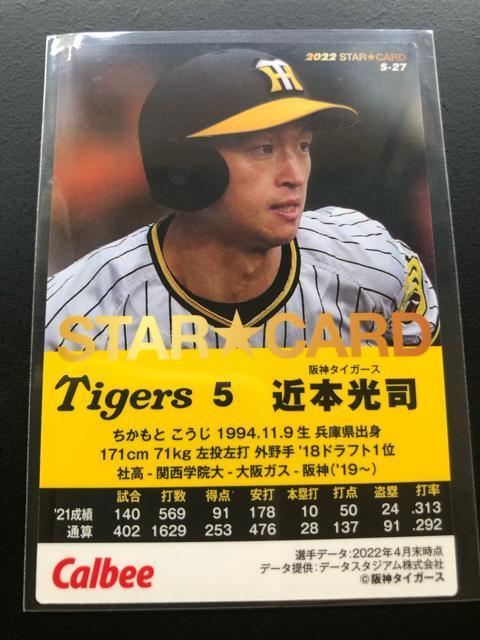 2022 STAR★CARD
S-27
STAR★CARD
阪神タイガース
Tigers 5 近本光司
ちかもと こうじ 1994.11.9 生 兵庫県出身
171cm 71kg 左投左打 外野手 '18ドラフト1位
社高 - 関西学院大 - 大阪ガス - 阪神('19〜)
試合 打数 得点 安打 本塁打 打点 盗塁 打率
'21成績 140 569 91 178 10 50 24 .313
通算 402 1629 253 476 28 137 91 .292
Calbee
選手データ:2022年4月末時点
データ提供:データスタジアム株式会社
©阪神タイガース